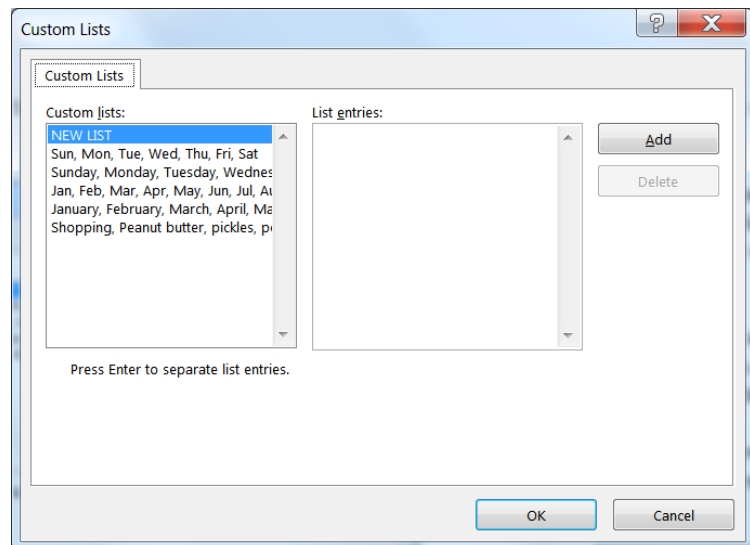 Custom Lists
Custom Lists
Custom lists:
NEW LIST
Sun, Mon, Tue, Wed, Thu, Fri, Sat
Sunday, Monday, Tuesday, Wednes
Jan, Feb, Mar, Apr, May, Jun, Jul, Au
January, February, March, April, Ma
Shopping, Peanut butter, pickles, po
List entries:
Add
Delete
Press Enter to separate list entries.
OK
Cancel